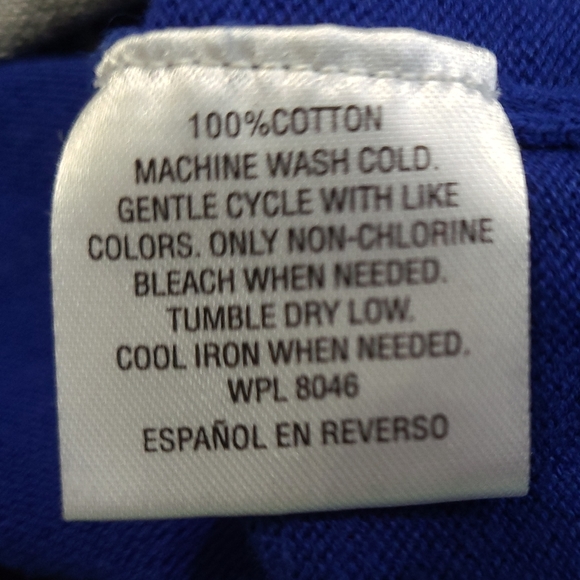 100%COTTON
MACHINE WASH COLD.
GENTLE CYCLE WITH LIKE
COLORS. ONLY NON-CHLORINE
BLEACH WHEN NEEDED.
TUMBLE DRY LOW.
COOL IRON WHEN NEEDED.
WPL 8046
ESPAÑOL EN REVERSO